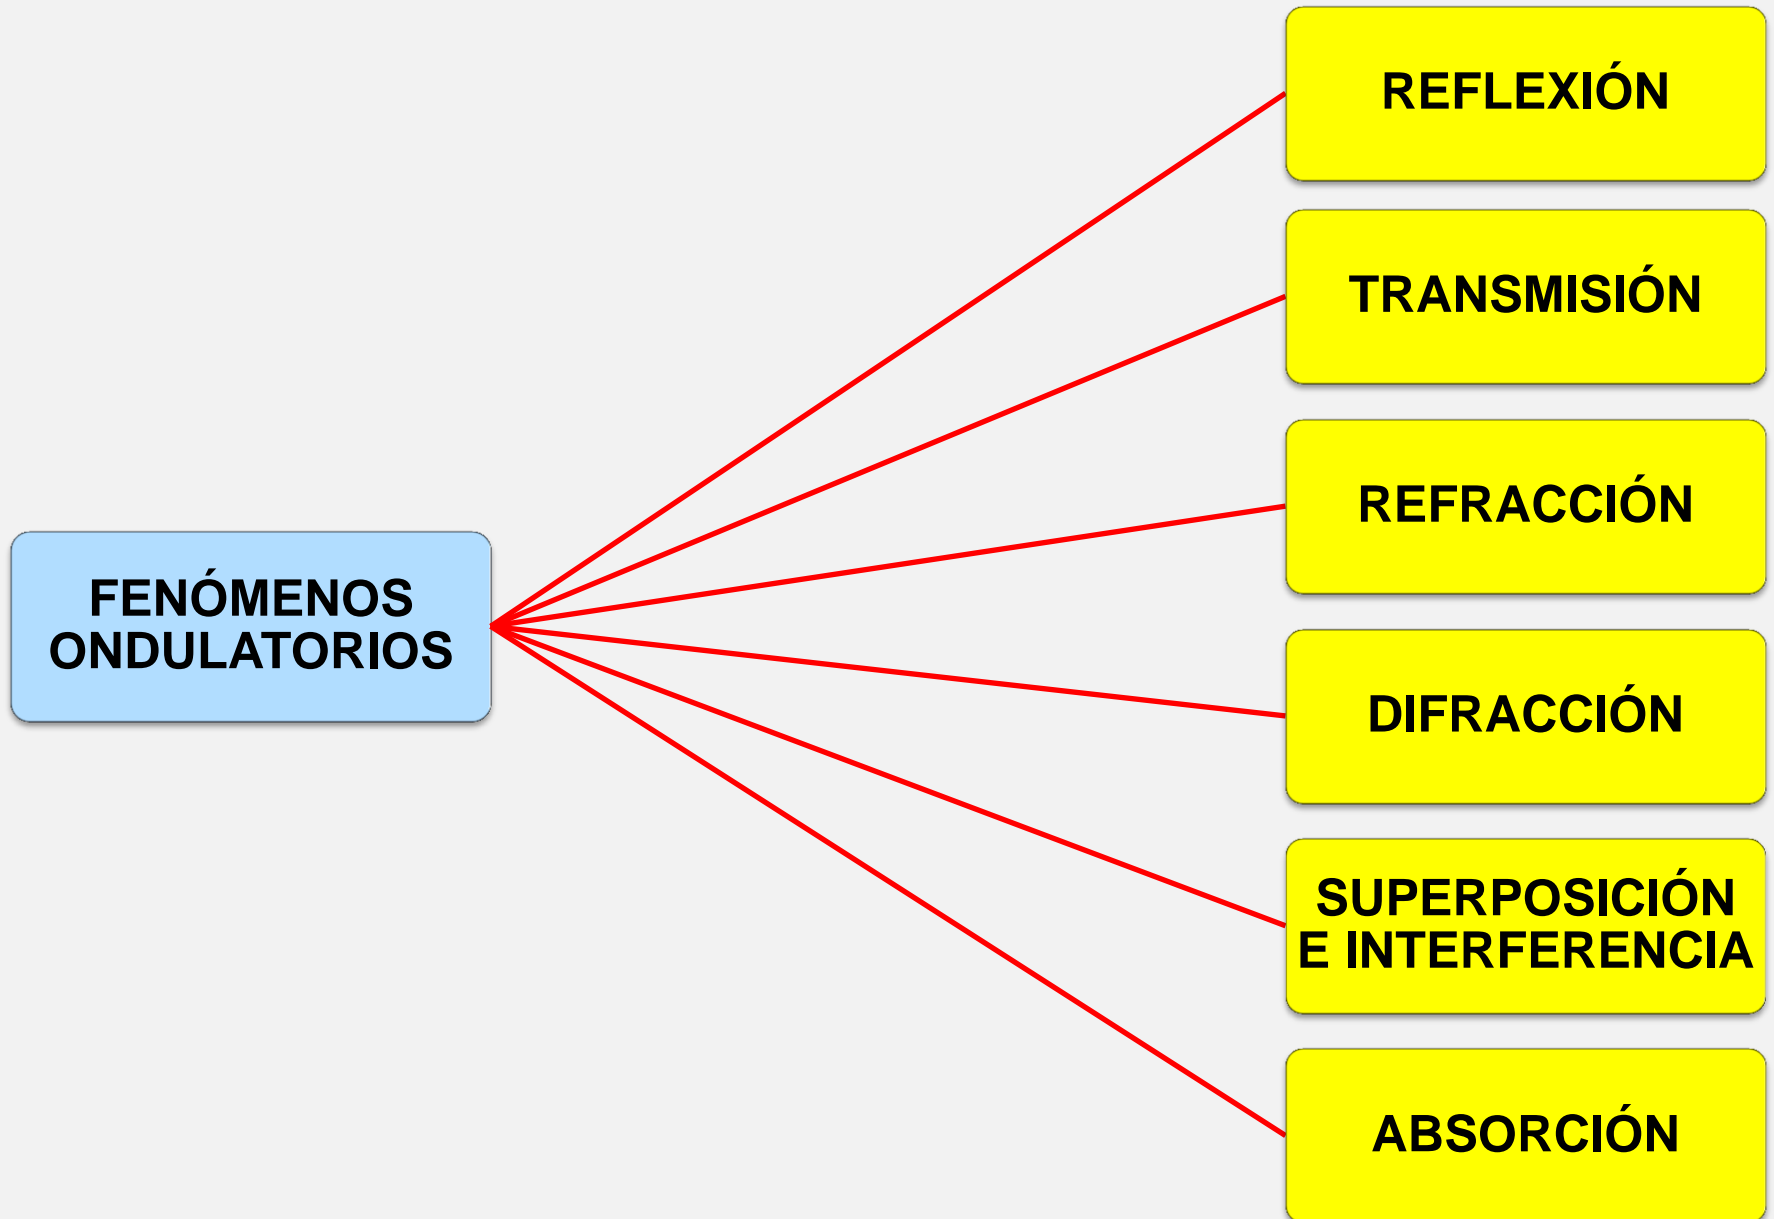 REFLEXIÓN
TRANSMISIÓN
REFRACCIÓN
FENÓMENOS
ONDULATORIOS
DIFRACCIÓN
SUPERPOSICIÓN
E INTERFERENCIA
ABSORCIÓN